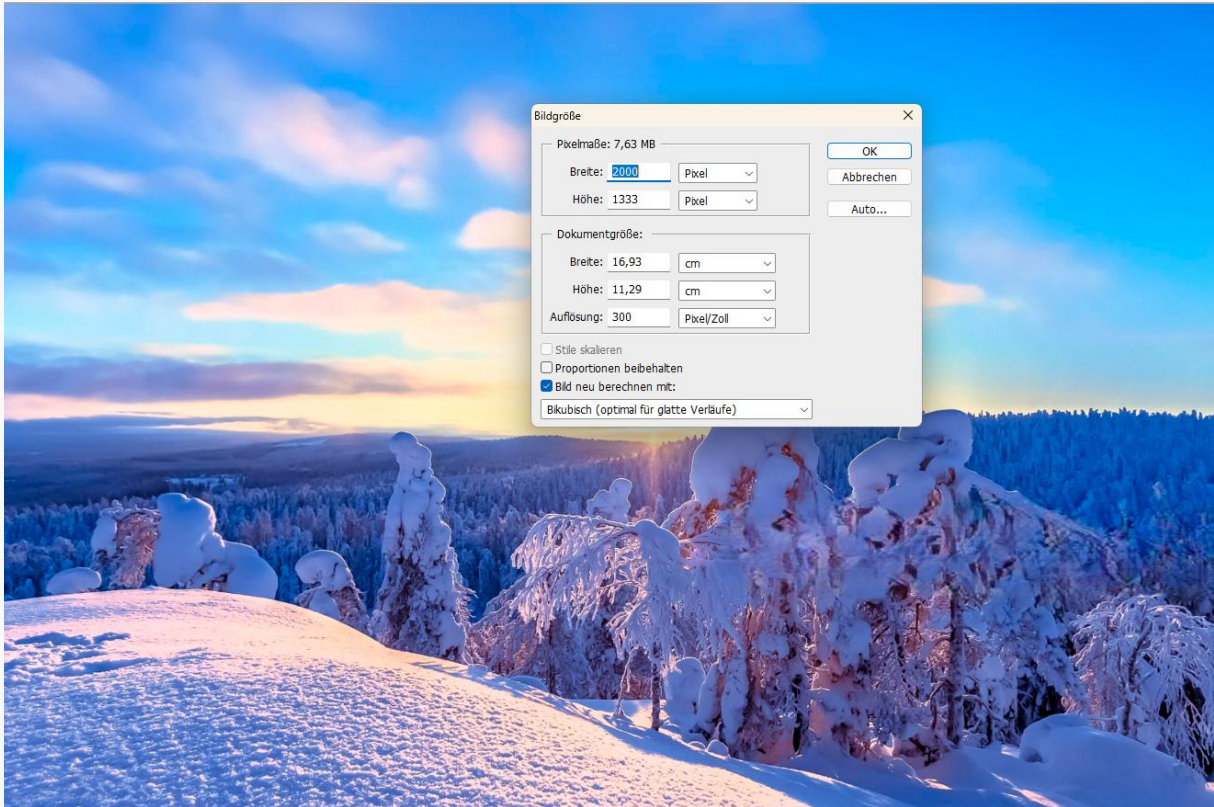 Bildgröße
Pixelmaße: 7,63 MB
Breite: 2000 Pixel
Höhe: 1333 Pixel
OK
Abbrechen
Auto...
Dokumentgröße:
Breite: 16,93 cm
Höhe: 11,29 cm
Auflösung: 300 Pixel/Zoll
Stile skalieren
Proportionen beibehalten
Bild neu berechnen mit:
Bikubisch (optimal für glatte Verläufe)